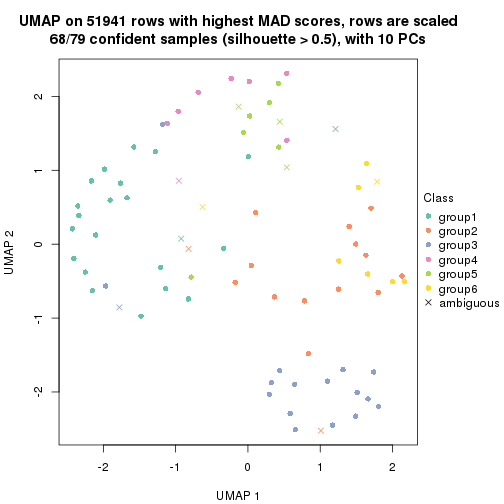 UMAP on 51941 rows with highest MAD scores, rows are scaled
68/79 confident samples (silhouette > 0.5), with 10 PCs
Class
group1
group2
group3
group4
group5
group6
ambiguous
UMAP 2
2
1
0
-1
-2
-2
-1
0
1
2
UMAP 1